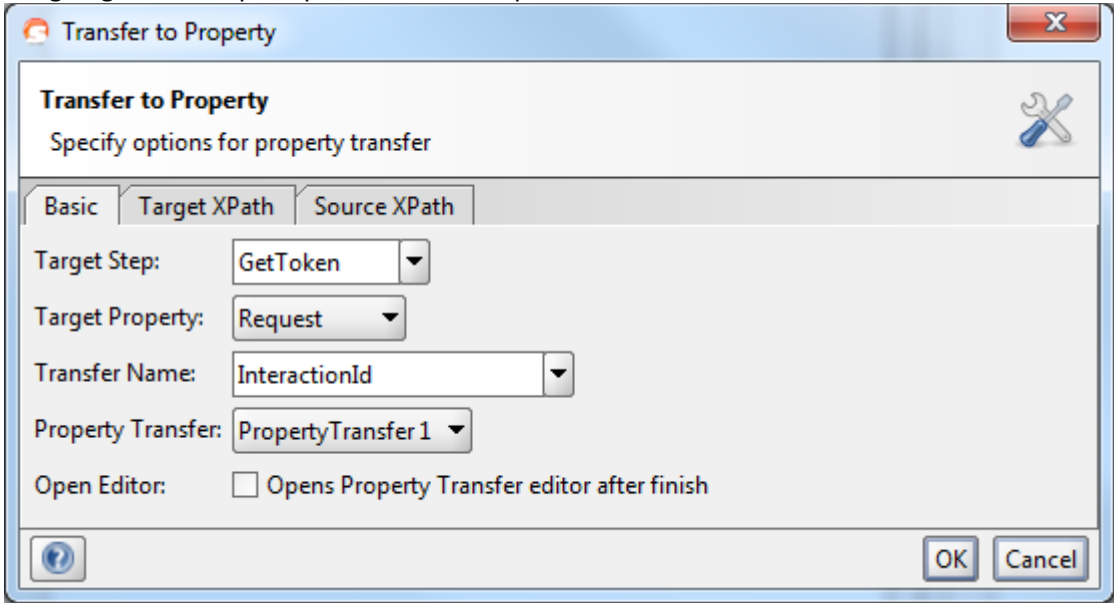 Transfer to Property
Transfer to Property
Specify options for property transfer
Basic Target XPath Source XPath
Target Step: GetToken
Target Property: Request
Transfer Name: InteractionId
Property Transfer: PropertyTransfer 1
Open Editor: Opens Property Transfer editor after finish
? OK Cancel